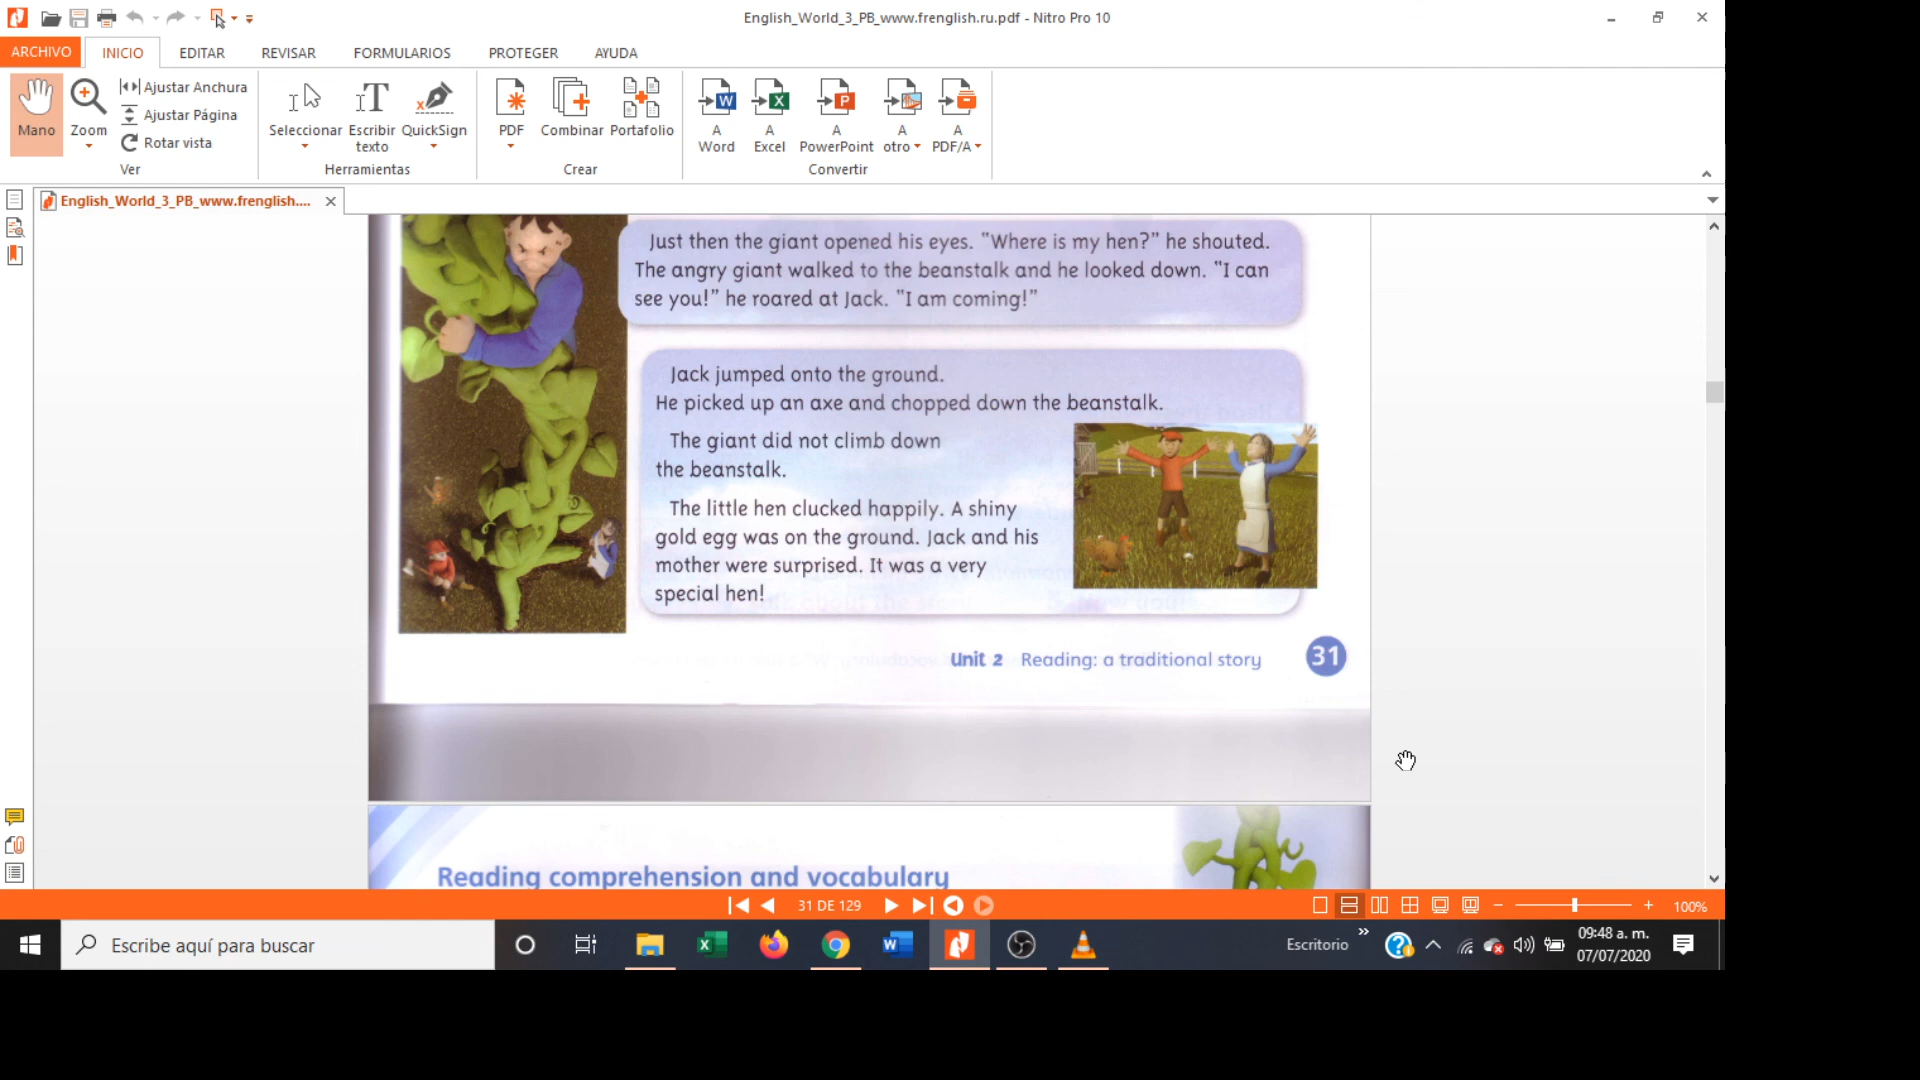 English_World_3_PB_www.frenglish.ru.pdf - Nitro Pro 10
ARCHIVO INICIO EDITAR REVISAR FORMULARIOS PROTEGER AYUDA
Mano
Zoom
Ajustar Anchura
Ajustar Página
Rotar vista
Ver
Seleccionar
Escribir texto
QuickSign
Herramientas
PDF
Combinar
Portafolio
Crear
A Word
A Excel
A PowerPoint
A otro
A PDF/A
Convertir
English_World_3_PB_www.frenglish....
Just then the giant opened his eyes. "Where is my hen?" he shouted.
The angry giant walked to the beanstalk and he looked down. "I can
see you!" he roared at Jack. "I am coming!"
Jack jumped onto the ground.
He picked up an axe and chopped down the beanstalk.
The giant did not climb down
the beanstalk.
The little hen clucked happily. A shiny
gold egg was on the ground. Jack and his
mother were surprised. It was a very
special hen!
Unit 2 Reading: a traditional story 31
Reading comprehension and vocabulary
31 DE 129
100%
Escribe aquí para buscar
Escritorio
09:48 a. m.
07/07/2020